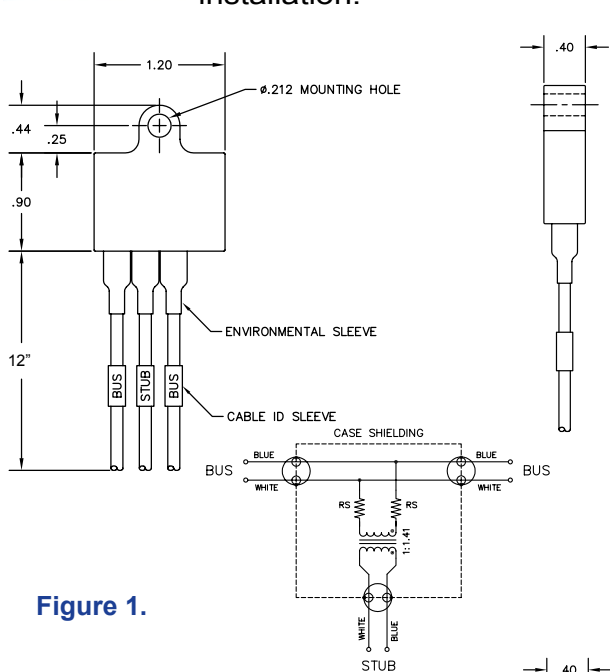 installation.
.40
1.20
Ø.212 MOUNTING HOLE
.44
.25
.90
ENVIRONMENTAL SLEEVE
12"
BUS
STUB
BUS
CABLE ID SLEEVE
CASE SHIELDING
BLUE
BLUE
BUS
BUS
WHITE
WHITE
RS
RS
1:1.41
Figure 1.
WHITE
BLUE
STUB
.40